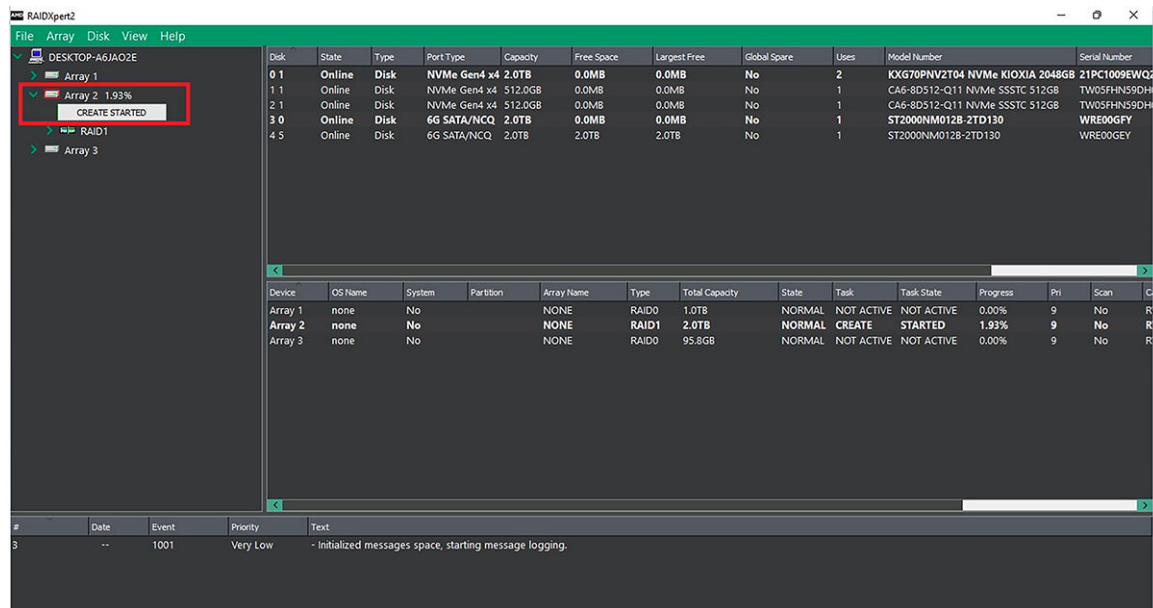 AMD RAIDXpert2
File Array Disk View Help
DESKTOP-A6JAO2E
Array 1
Array 2 1.93%
CREATE STARTED
RAID1
Array 3
Disk State Type Port Type Capacity Free Space Largest Free Global Spare Uses Model Number Serial Number
0 1 Online Disk NVMe Gen4 x4 2.0TB 0.0MB 0.0MB No 2 KXG70PNV2T04 NVMe KIOXIA 2048GB 21PC1009EWQ2
1 1 Online Disk NVMe Gen4 x4 512.0GB 0.0MB 0.0MB No 1 CA6-8D512-Q11 NVMe SSSTC 512GB TW05FHN59DH
2 1 Online Disk NVMe Gen4 x4 512.0GB 0.0MB 0.0MB No 1 CA6-8D512-Q11 NVMe SSSTC 512GB TW05FHN59DH
3 0 Online Disk 6G SATA/NCQ 2.0TB 0.0MB 0.0MB No 1 ST2000NM012B-2TD130 WRE00GFY
4 5 Online Disk 6G SATA/NCQ 2.0TB 2.0TB 2.0TB No 1 ST2000NM012B-2TD130 WRE00GEY
Device OS Name System Partition Array Name Type Total Capacity State Task Task State Progress Pri Scan C
Array 1 none No NONE RAID0 1.0TB NORMAL NOT ACTIVE NOT ACTIVE 0.00% 9 No R
Array 2 none No NONE RAID1 2.0TB NORMAL CREATE STARTED 1.93% 9 No R
Array 3 none No NONE RAID0 95.8GB NORMAL NOT ACTIVE NOT ACTIVE 0.00% 9 No R
# Date Event Priority Text
3 -- 1001 Very Low - Initialized messages space, starting message logging.